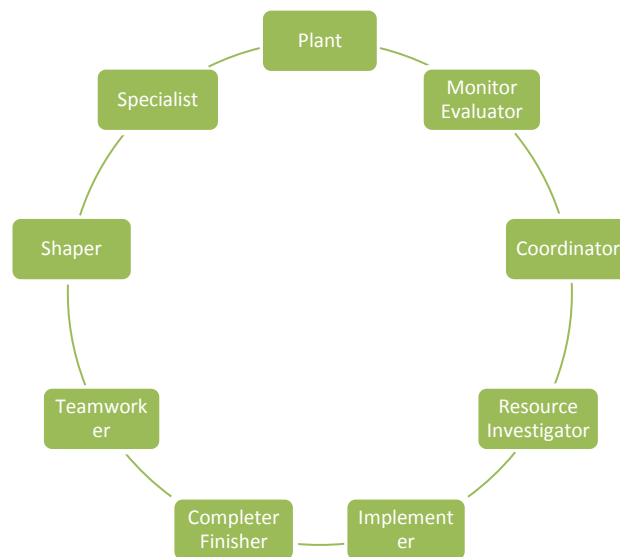 Plant
Monitor
Evaluator
Coordinator
Resource
Investigator
Implement
er
Completer
Finisher
Teamwork
er
Shaper
Specialist